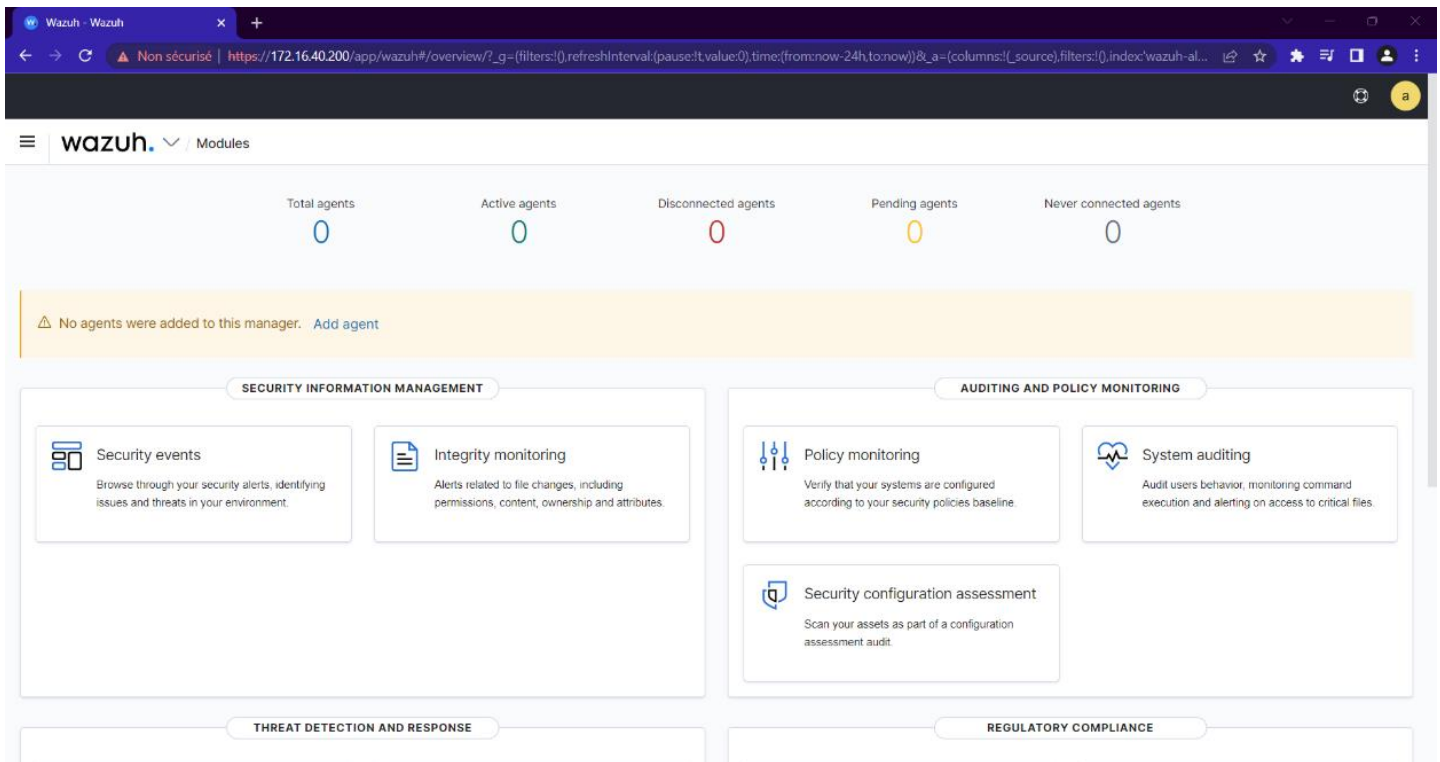 Wazuh - Wazuh
Non sécurisé | https://172.16.40.200/app/wazuh#/overview/?_g=(filters:!(),refreshInterval:(pause:!t,value:0),time:(from:now-24h,to:now))&_a=(columns:!(_source),filters:!(),index:'wazuh-al...
a
wazuh. / Modules
Total agents Active agents Disconnected agents Pending agents Never connected agents
0 0 0 0 0
No agents were added to this manager. Add agent
SECURITY INFORMATION MANAGEMENT
Security events
Browse through your security alerts, identifying
issues and threats in your environment.
Integrity monitoring
Alerts related to file changes, including
permissions, content, ownership and attributes.
AUDITING AND POLICY MONITORING
Policy monitoring
Verify that your systems are configured
according to your security policies baseline.
System auditing
Audit users behavior, monitoring command
execution and alerting on access to critical files.
Security configuration assessment
Scan your assets as part of a configuration
assessment audit.
THREAT DETECTION AND RESPONSE
REGULATORY COMPLIANCE